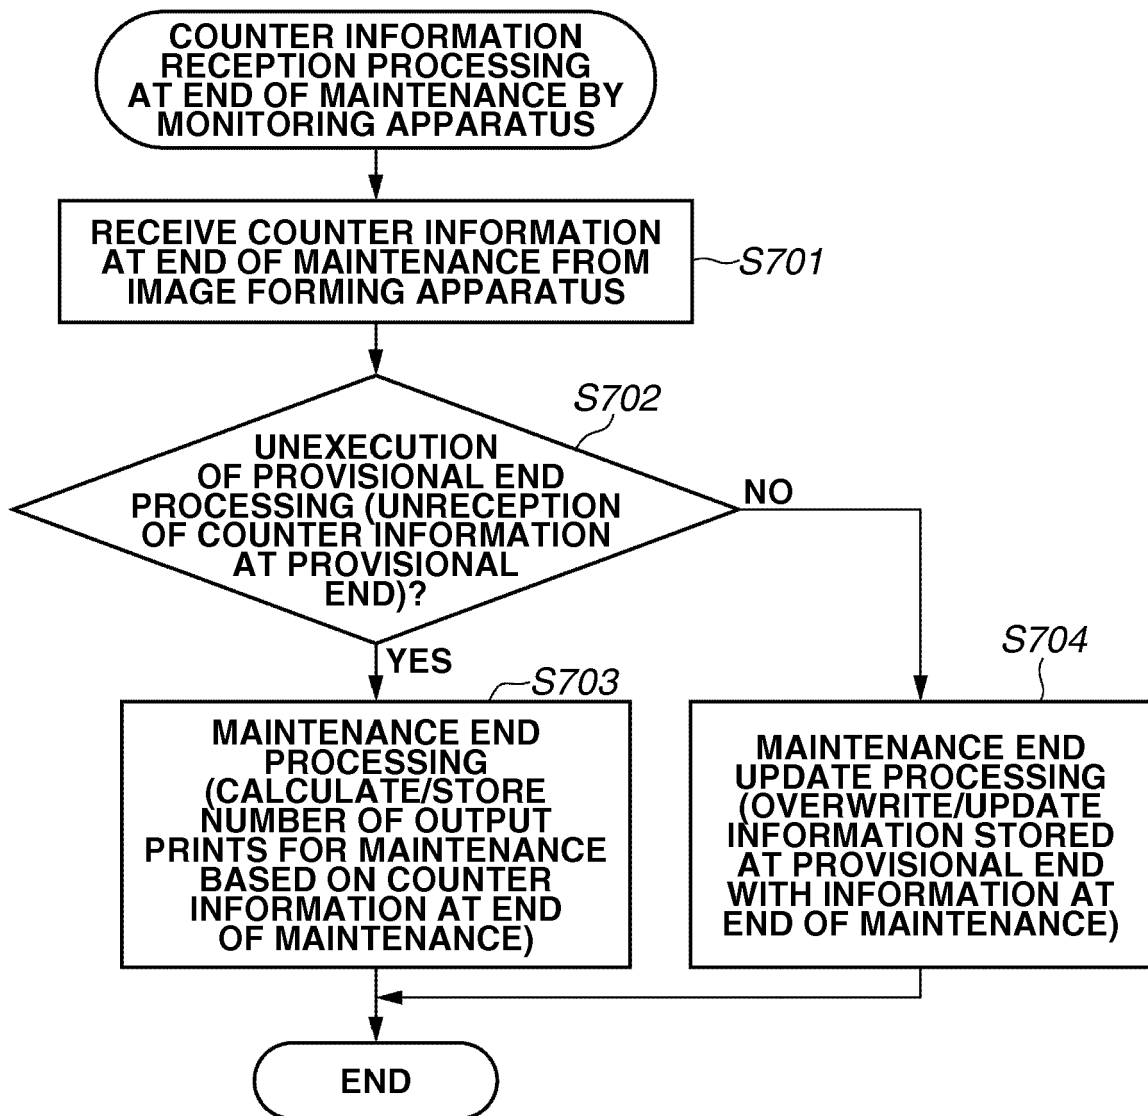 COUNTER INFORMATION
RECEPTION PROCESSING
AT END OF MAINTENANCE BY
MONITORING APPARATUS
RECEIVE COUNTER INFORMATION
AT END OF MAINTENANCE FROM
IMAGE FORMING APPARATUS
S701
S702
UNEXECUTION
OF PROVISIONAL END
PROCESSING (UNRECEPTION
OF COUNTER INFORMATION
AT PROVISIONAL
END)?
NO
YES
S703
MAINTENANCE END
PROCESSING
(CALCULATE/STORE
NUMBER OF OUTPUT
PRINTS FOR MAINTENANCE
BASED ON COUNTER
INFORMATION AT END
OF MAINTENANCE)
S704
MAINTENANCE END
UPDATE PROCESSING
(OVERWRITE/UPDATE
INFORMATION STORED
AT PROVISIONAL END
WITH INFORMATION AT
END OF MAINTENANCE)
END